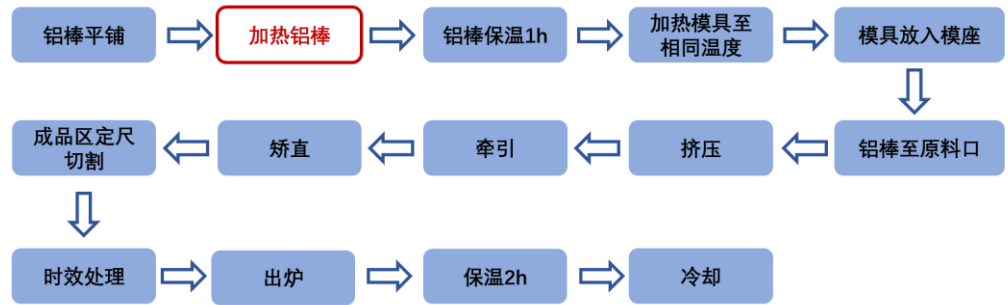 铝棒平铺
加热铝棒
铝棒保温1h
加热模具至
相同温度
模具放入模座
铝棒至原料口
挤压
牵引
矫直
成品区定尺
切割
时效处理
出炉
保温2h
冷却